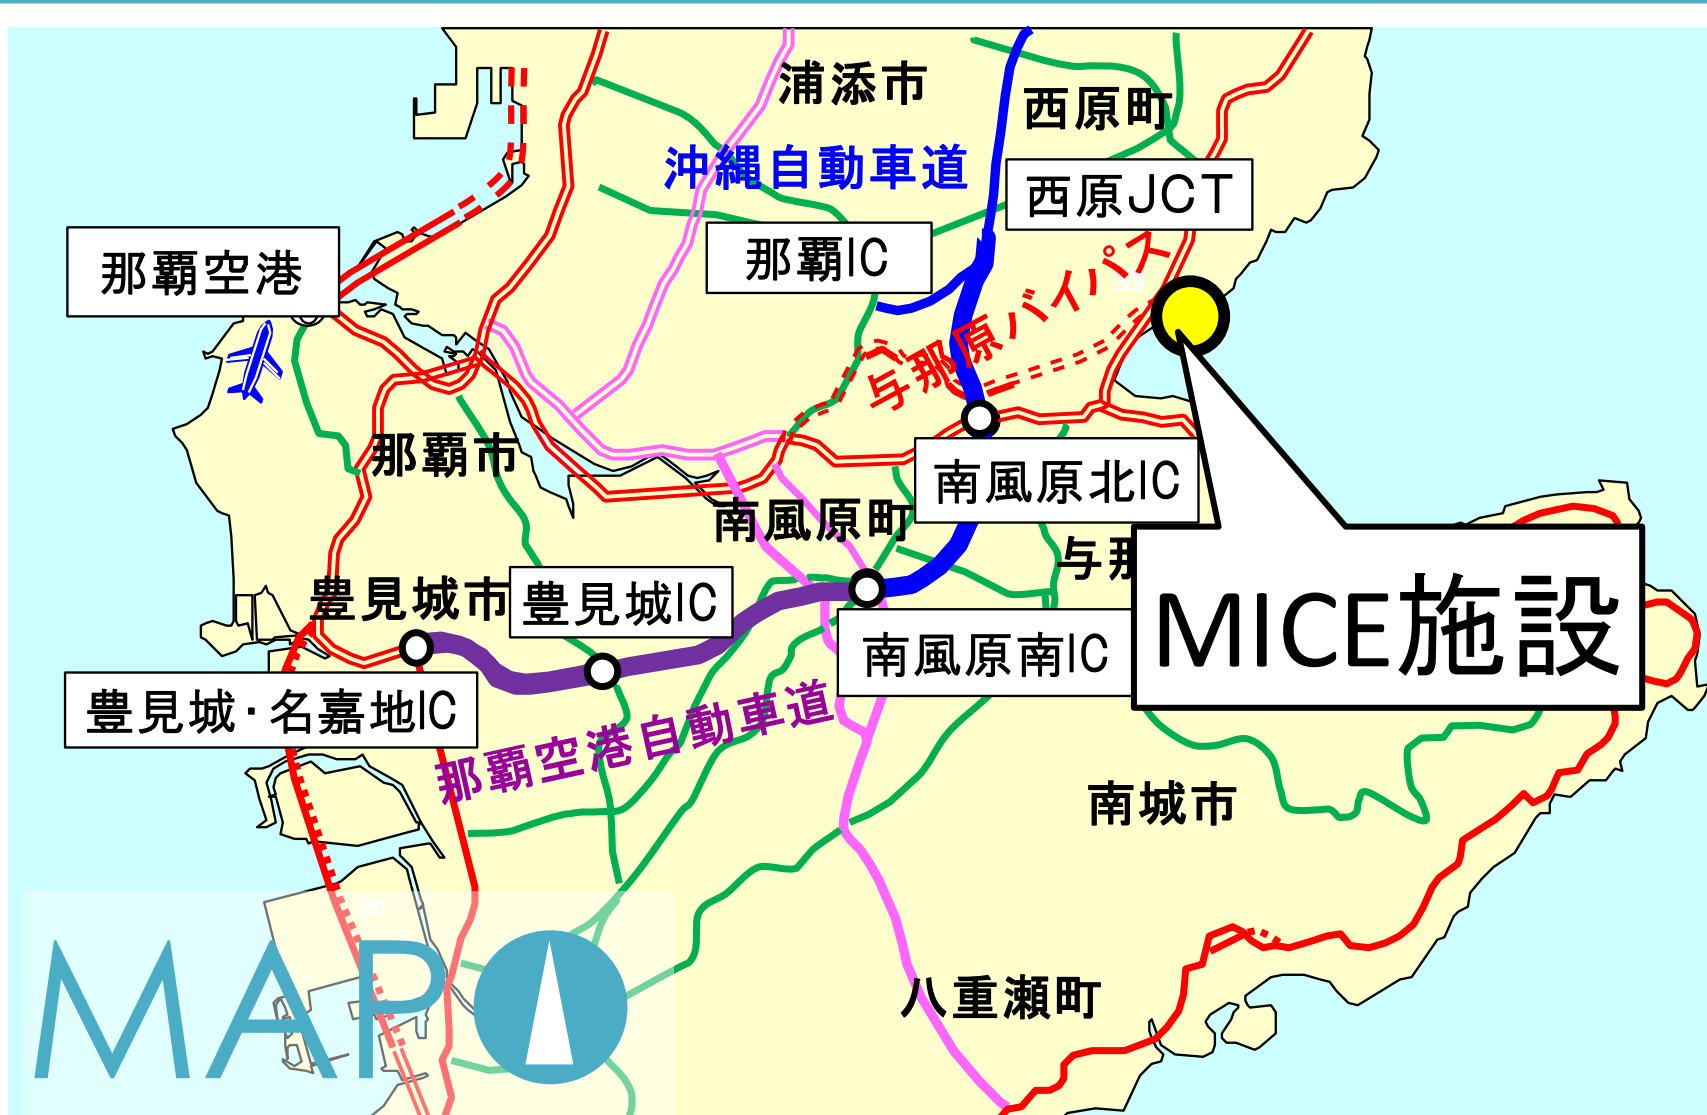 浦添市
西原町
沖縄自動車道
西原JCT
那覇空港
那覇IC
与那原バイパス
那覇市
南風原北IC
南風原町
与那
豊見城市
豊見城IC
MICE施設
南風原南IC
豊見城・名嘉地IC
那覇空港自動車道
南城市
八重瀬町
MAP